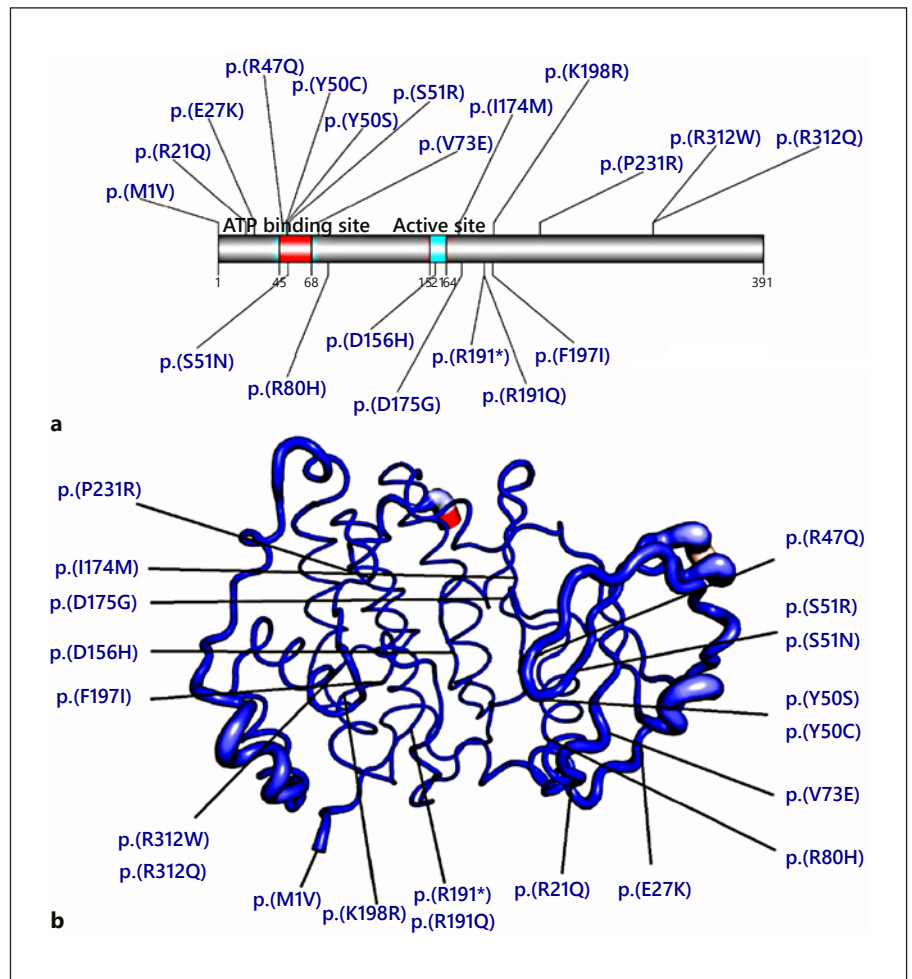 p.(R47Q)
p.(K198R)
p.(Y50C)
p.(S51R)
p.(E27K)
p.(I174M)
p.(Y50S)
p.(R312W)
p.(R312Q)
p.(V73E)
p.(R21Q)
p.(P231R)
p.(M1V)
ATP binding site Active site
1 45 68 152 164 391
p.(D156H)
p.(S51N)
p.(R191*)
p.(F197I)
p.(R80H)
p.(D175G)
p.(R191Q)
a
p.(P231R)
p.(R47Q)
p.(I174M)
p.(D175G)
p.(S51R)
p.(S51N)
p.(D156H)
p.(F197I)
p.(Y50S)
p.(Y50C)
p.(V73E)
p.(R312W)
p.(R312Q)
p.(R80H)
p.(M1V)
p.(K198R)
p.(R191*)
p.(R191Q)
p.(R21Q)
p.(E27K)
b